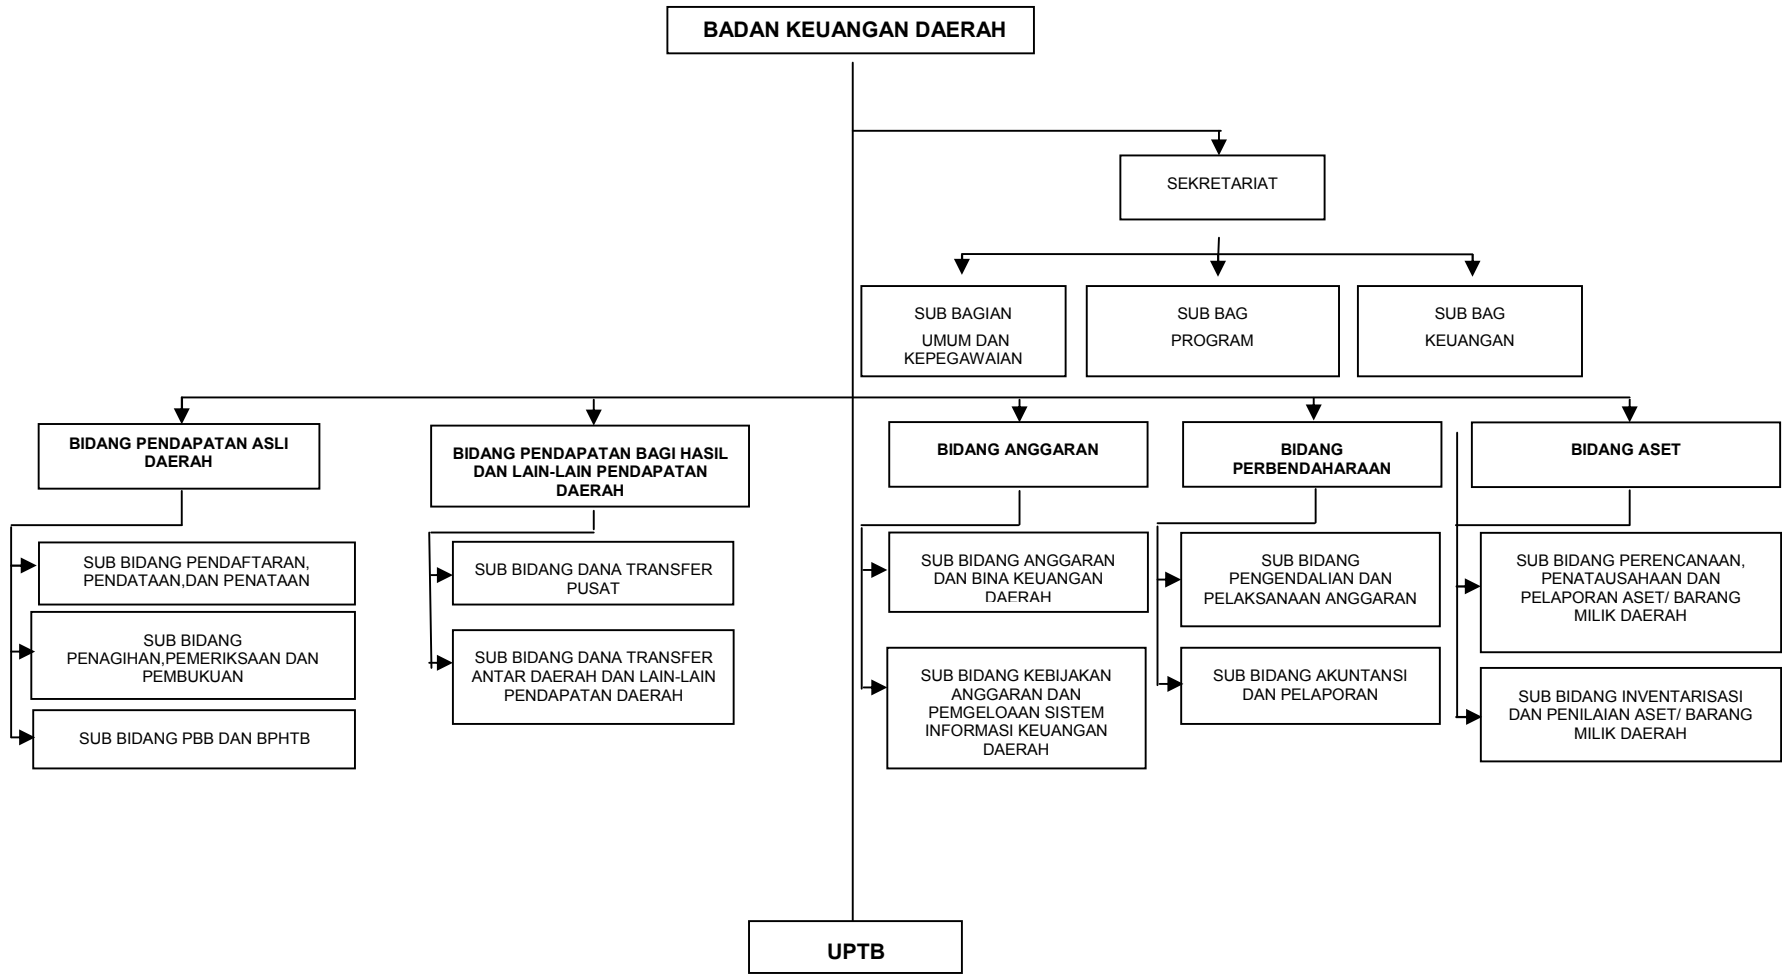 BADAN KEUANGAN DAERAH
SEKRETARIAT
SUB BAGIAN
UMUM DAN
KEPEGAWAIAN
SUB BAG
PROGRAM
SUB BAG
KEUANGAN
BIDANG PENDAPATAN ASLI
DAERAH
BIDANG PENDAPATAN BAGI HASIL
DAN LAIN-LAIN PENDAPATAN
DAERAH
BIDANG ANGGARAN
BIDANG
PERBENDAHARAAN
BIDANG ASET
SUB BIDANG PENDAFTARAN,
PENDATAAN,DAN PENATAAN
SUB BIDANG
PENAGIHAN,PEMERIKSAAN DAN
PEMBUKUAN
SUB BIDANG PBB DAN BPHTB
SUB BIDANG DANA TRANSFER
PUSAT
SUB BIDANG DANA TRANSFER
ANTAR DAERAH DAN LAIN-LAIN
PENDAPATAN DAERAH
SUB BIDANG ANGGARAN
DAN BINA KEUANGAN
DAERAH
SUB BIDANG KEBIJAKAN
ANGGARAN DAN
PEMGELOAAN SISTEM
INFORMASI KEUANGAN
DAERAH
SUB BIDANG
PENGENDALIAN DAN
PELAKSANAAN ANGGARAN
SUB BIDANG AKUNTANSI
DAN PELAPORAN
SUB BIDANG PERENCANAAN,
PENATAUSAHAAN DAN
PELAPORAN ASET/ BARANG
MILIK DAERAH
SUB BIDANG INVENTARISASI
DAN PENILAIAN ASET/ BARANG
MILIK DAERAH
UPTB